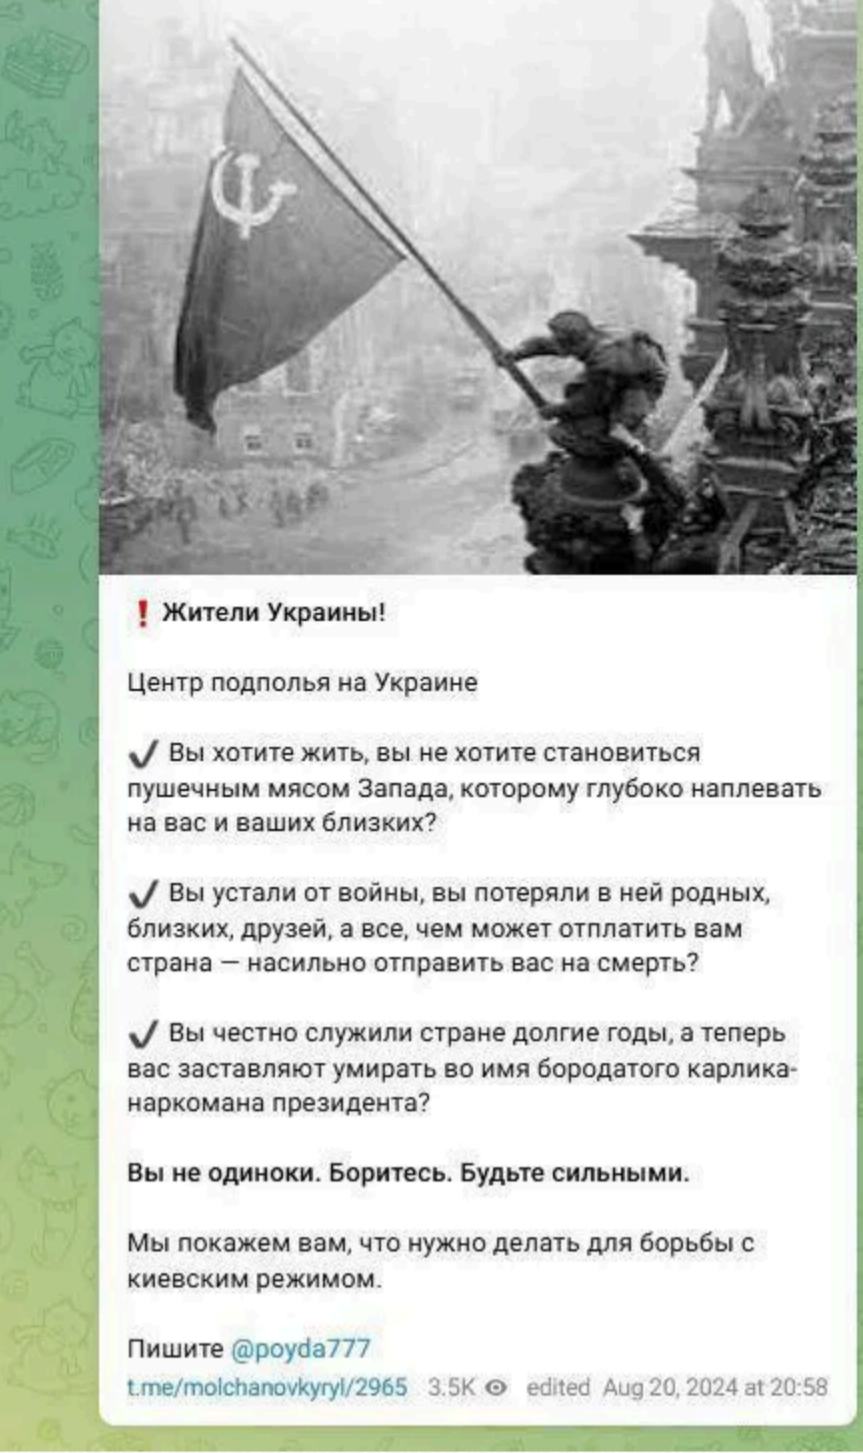 ❗ Жители Украины!
Центр подполья на Украине
✔ Вы хотите жить, вы не хотите становиться
пушечным мясом Запада, которому глубоко наплевать
на вас и ваших близких?
✔ Вы устали от войны, вы потеряли в ней родных,
близких, друзей, а все, чем может отплатить вам
страна — насильно отправить вас на смерть?
✔ Вы честно служили стране долгие годы, а теперь
вас заставляют умирать во имя бородатого карлика-
наркомана президента?
Вы не одиноки. Боритесь. Будьте сильными.
Мы покажем вам, что нужно делать для борьбы с
киевским режимом.
Пишите @poyda777
t.me/molchanovkyryl/2965 3.5K edited Aug 20, 2024 at 20:58